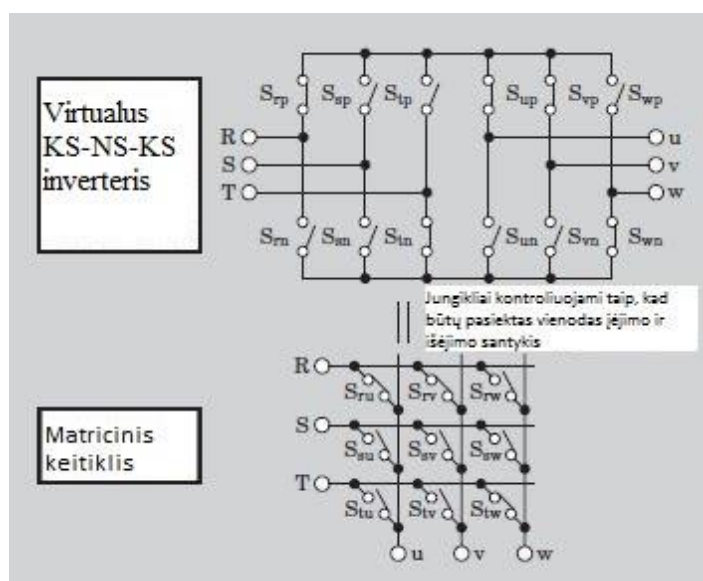 Virtualus
KS-NS-KS
inverteris
Srp Ssp Stp Sup Svp Swp
R u
S v
T w
Srn Ssn Stn Sun Svn Swn
Jungikliai kontroliuojami taip, kad
būtų pasiektas vienodas įėjimo ir
išėjimo santykis
R
Sru Srv Srw
S
Ssu Ssv Ssw
Matricinis
keitiklis
T
Stu Stv Stw
u v w